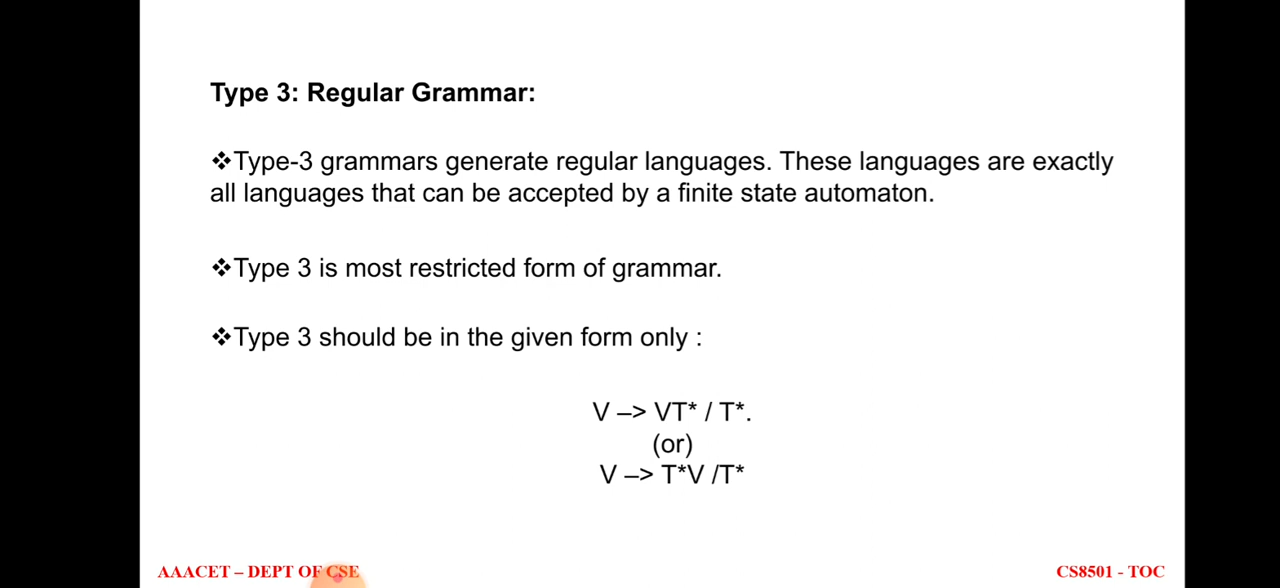 Type 3: Regular Grammar:
❖Type-3 grammars generate regular languages. These languages are exactly
all languages that can be accepted by a finite state automaton.
❖Type 3 is most restricted form of grammar.
❖Type 3 should be in the given form only :
V –> VT* / T*.
(or)
V –> T*V /T*
AAACET – DEPT OF CSE
CS8501 - TOC